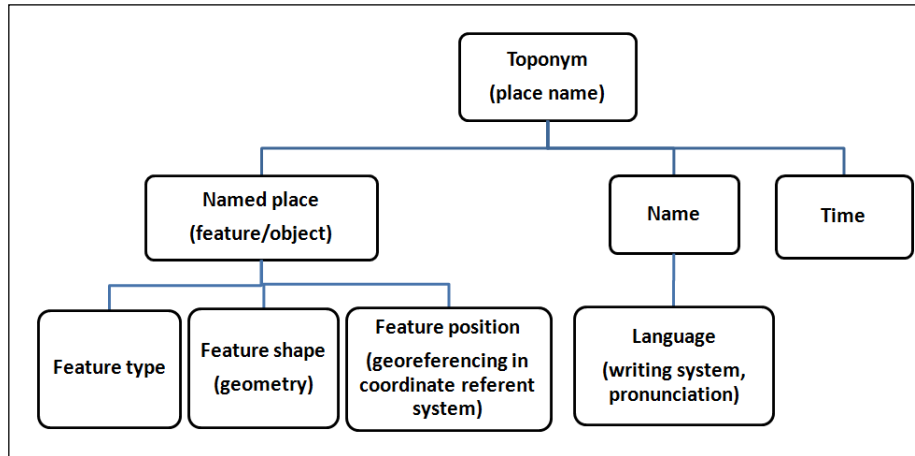 Toponym
(place name)
Named place
(feature/object)
Name
Time
Feature type
Feature shape
(geometry)
Feature position
(georeferencing in
coordinate referent
system)
Language
(writing system,
pronunciation)